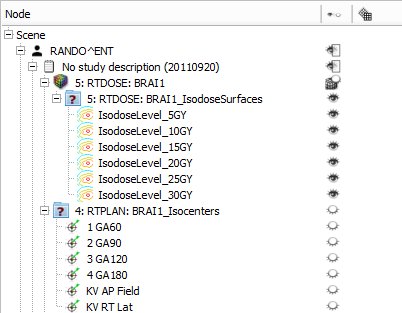 Node
Scene
RANDO^ENT
No study description (20110920)
5: RTDOSE: BRAI1
5: RTDOSE: BRAI1_IsodoseSurfaces
IsodoseLevel_5GY
IsodoseLevel_10GY
IsodoseLevel_15GY
IsodoseLevel_20GY
IsodoseLevel_25GY
IsodoseLevel_30GY
4: RTPLAN: BRAI1_Isocenters
1 GA60
2 GA90
3 GA120
4 GA180
KV AP Field
KV RT Lat